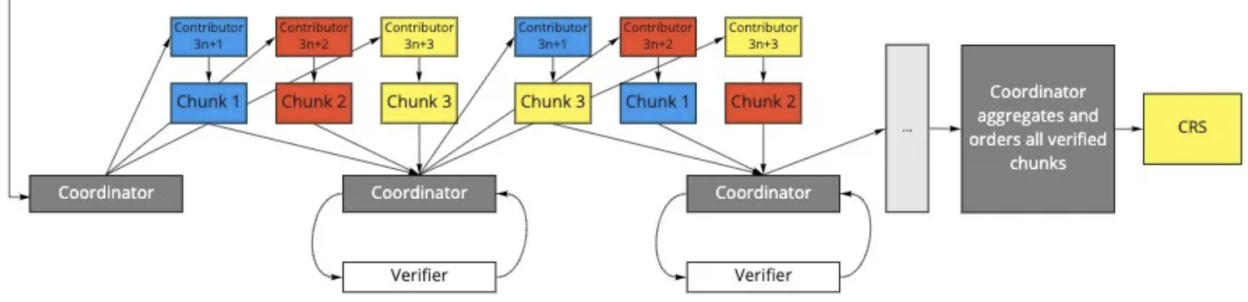 Contributor
3n+1
Contributor
3n+2
Contributor
3n+3
Contributor
3n+1
Contributor
3n+2
Contributor
3n+3
Chunk 1
Chunk 2
Chunk 3
Chunk 3
Chunk 1
Chunk 2
...
Coordinator
aggregates and
orders all verified
chunks
CRS
Coordinator
Coordinator
Coordinator
Verifier
Verifier